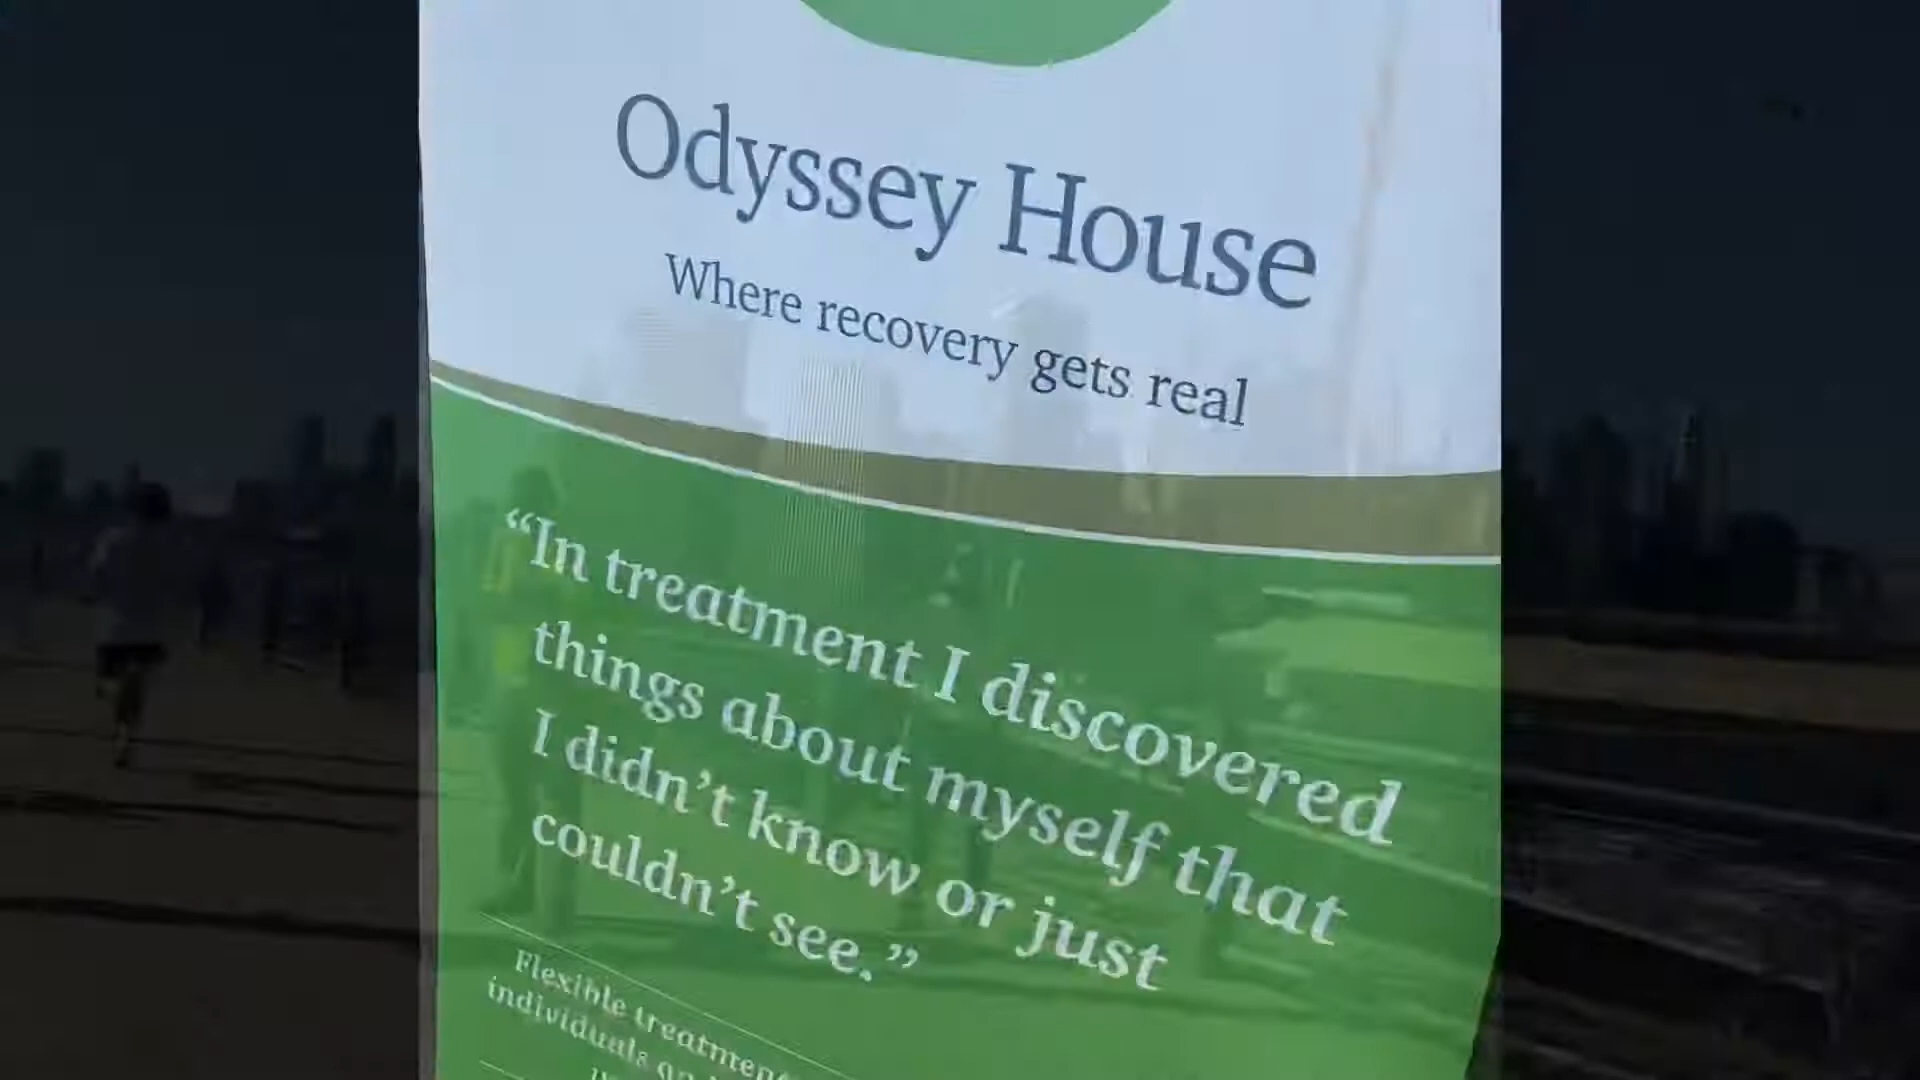 Odyssey House
Where recovery gets real
“In treatment I discovered
things about myself that
I didn’t know or just
couldn’t see.”
Flexible treatment
individuals